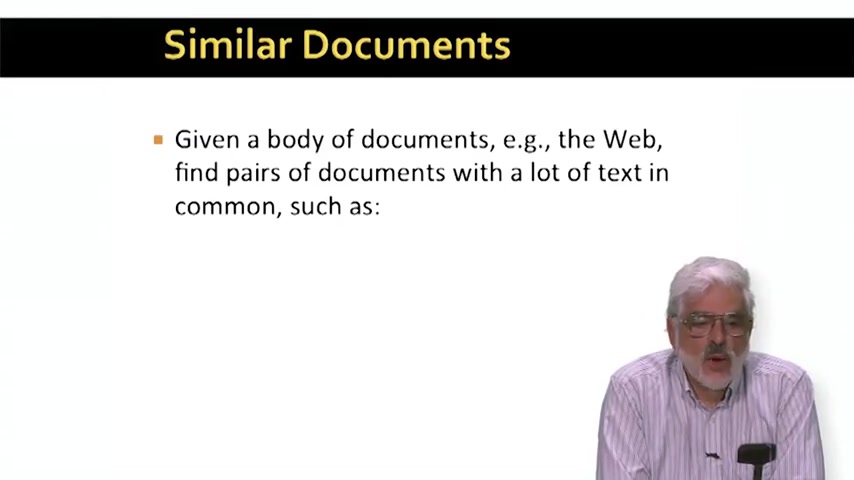 Similar Documents
Given a body of documents, e.g., the Web,
find pairs of documents with a lot of text in
common, such as: